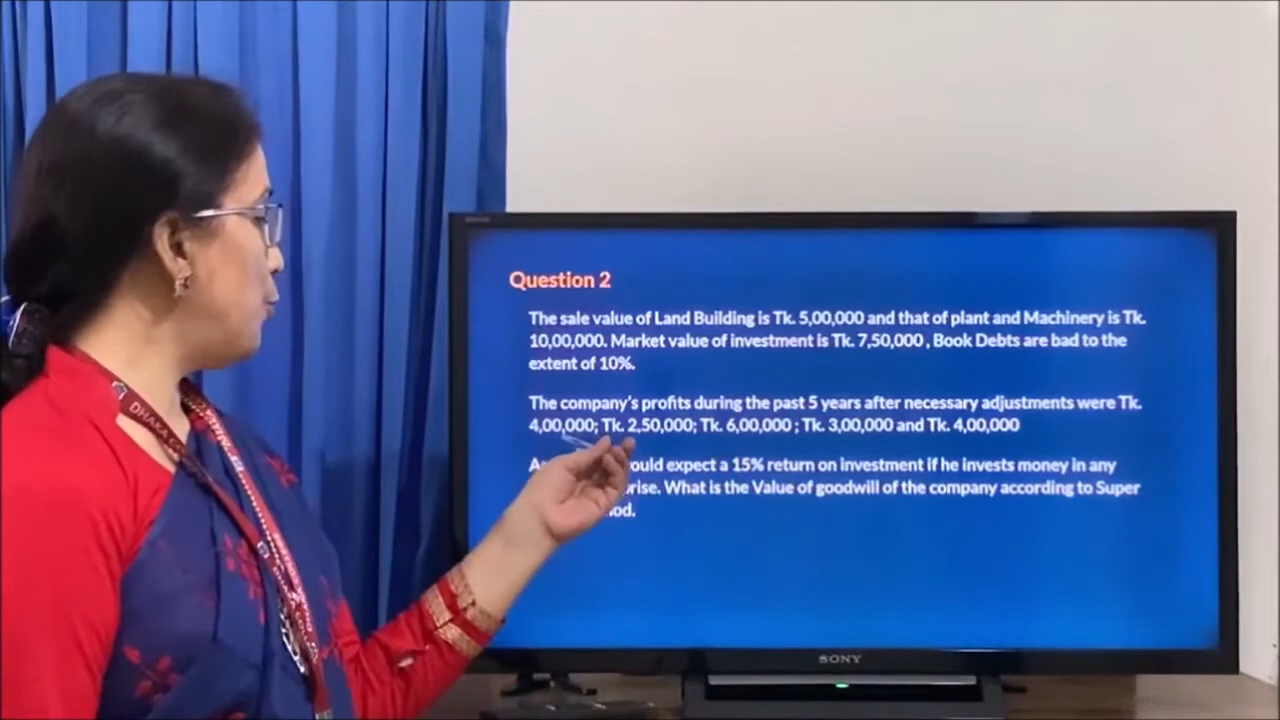 Question 2
The sale value of Land Building is Tk. 5,00,000 and that of plant and Machinery is Tk.
10,00,000. Market value of investment is Tk. 7,50,000 , Book Debts are bad to the
extent of 10%.
The company's profits during the past 5 years after necessary adjustments were Tk.
4,00,000; Tk. 2,50,000; Tk. 6,00,000 ; Tk. 3,00,000 and Tk. 4,00,000
would expect a 15% return on investment if he invests money in any
What is the Value of goodwill of the company according to Super
SONY
DHAKA